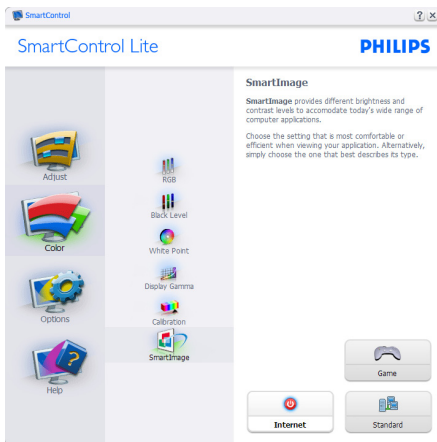 SmartControl
SmartControl Lite
PHILIPS
Adjust
Color
Options
Help
RGB
Black Level
White Point
Display Gamma
Calibration
SmartImage
SmartImage
SmartImage provides different brightness and
contrast levels to accomodate today's wide range of
computer applications.
Choose the setting that is most comfortable or
efficient when viewing your application. Alternatively,
simply choose the one that best describes its type.
Game
Internet
Standard